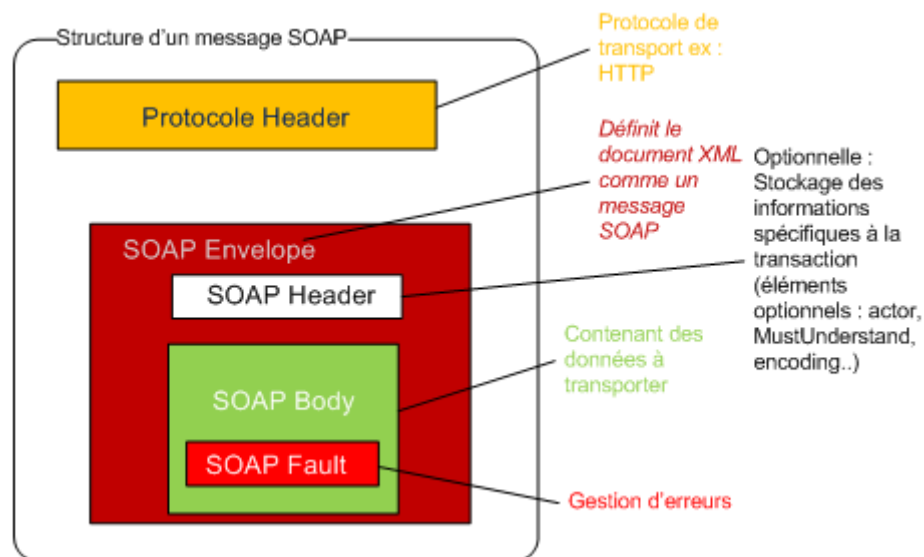 Structure d'un message SOAP
Protocole de
transport ex :
HTTP
Protocole Header
Définit le
document XML
comme un
message
SOAP
Optionnelle :
Stockage des
informations
spécifiques à la
transaction
(éléments
optionnels : actor,
MustUnderstand,
encoding..)
SOAP Envelope
SOAP Header
Contenant des
données à
transporter
SOAP Body
SOAP Fault
Gestion d'erreurs